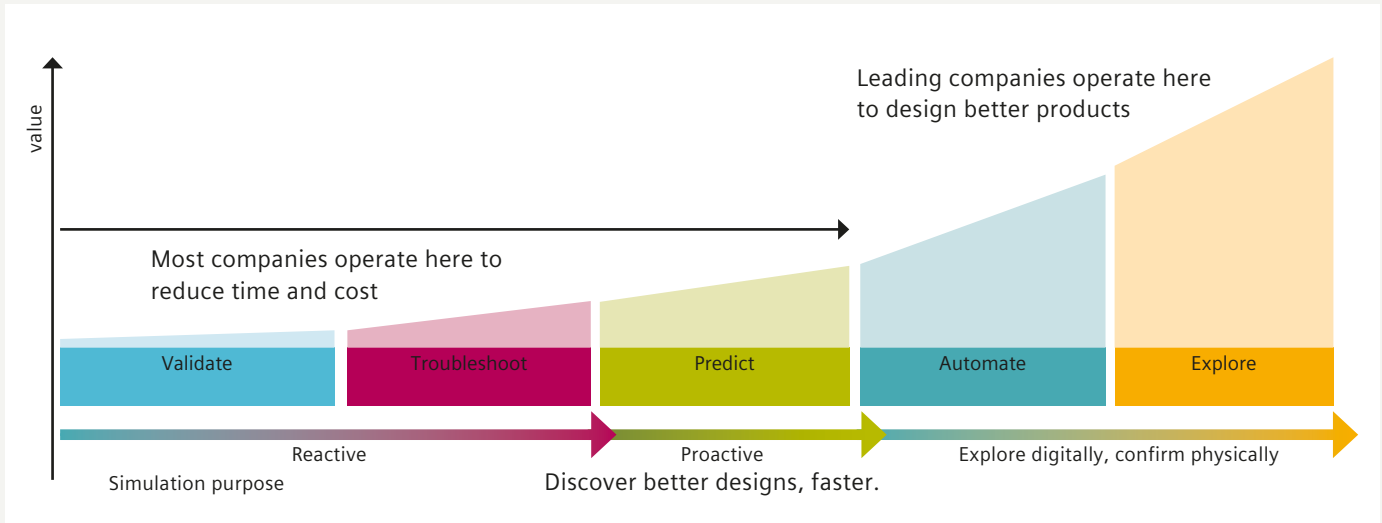 value
Leading companies operate here
to design better products
Most companies operate here to
reduce time and cost
Validate
Troubleshoot
Predict
Automate
Explore
Reactive
Proactive
Explore digitally, confirm physically
Simulation purpose
Discover better designs, faster.